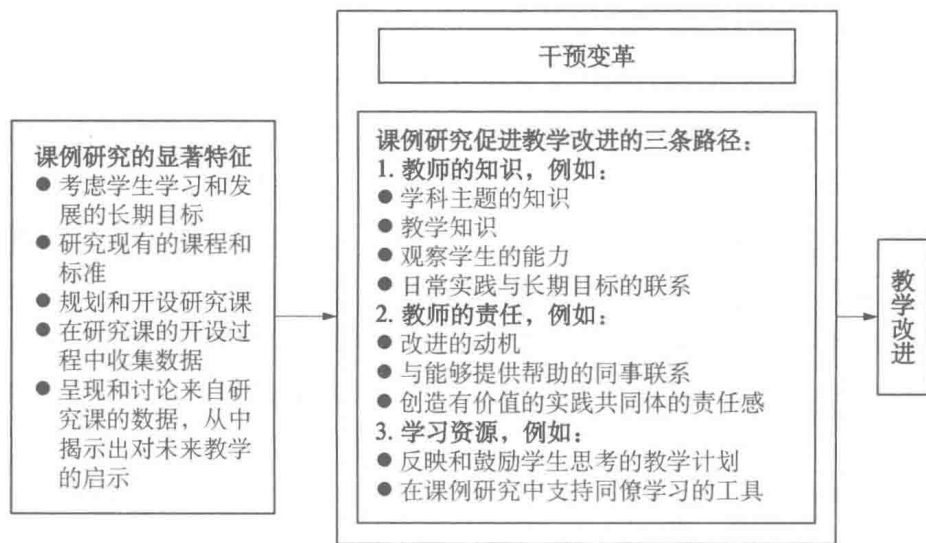 课例研究的显著特征
● 考虑学生学习和发
展的长期目标
● 研究现有的课程和
标准
● 规划和开设研究课
● 在研究课的开设过
程中收集数据
● 呈现和讨论来自研
究课的数据，从中
揭示出对未来教学
的启示
干预变革
课例研究促进教学改进的三条路径：
1. 教师的知识，例如：
● 学科主题的知识
● 教学知识
● 观察学生的能力
● 日常实践与长期目标的联系
2. 教师的责任，例如：
● 改进的动机
● 与能够提供帮助的同事联系
● 创造有价值的实践共同体的责任感
3. 学习资源，例如：
● 反映和鼓励学生思考的教学计划
● 在课例研究中支持同僚学习的工具
教学改进